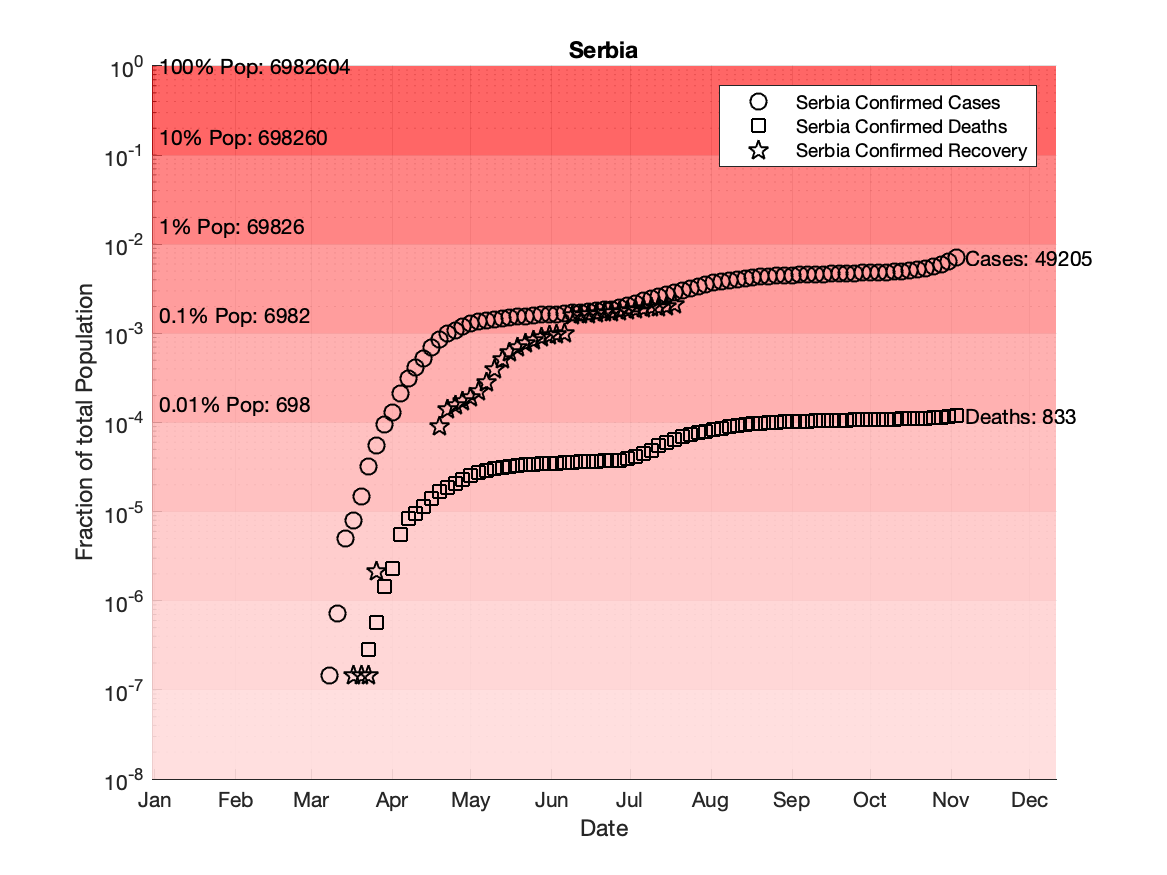 Serbia
10^0
100% Pop: 6982604
Serbia Confirmed Cases
Serbia Confirmed Deaths
Serbia Confirmed Recovery
10% Pop: 698260
10^-1
1% Pop: 69826
10^-2
Cases: 49205
0.1% Pop: 6982
10^-3
0.01% Pop: 698
10^-4
Deaths: 833
10^-5
10^-6
10^-7
10^-8
Fraction of total Population
Jan Feb Mar Apr May Jun Jul Aug Sep Oct Nov Dec
Date